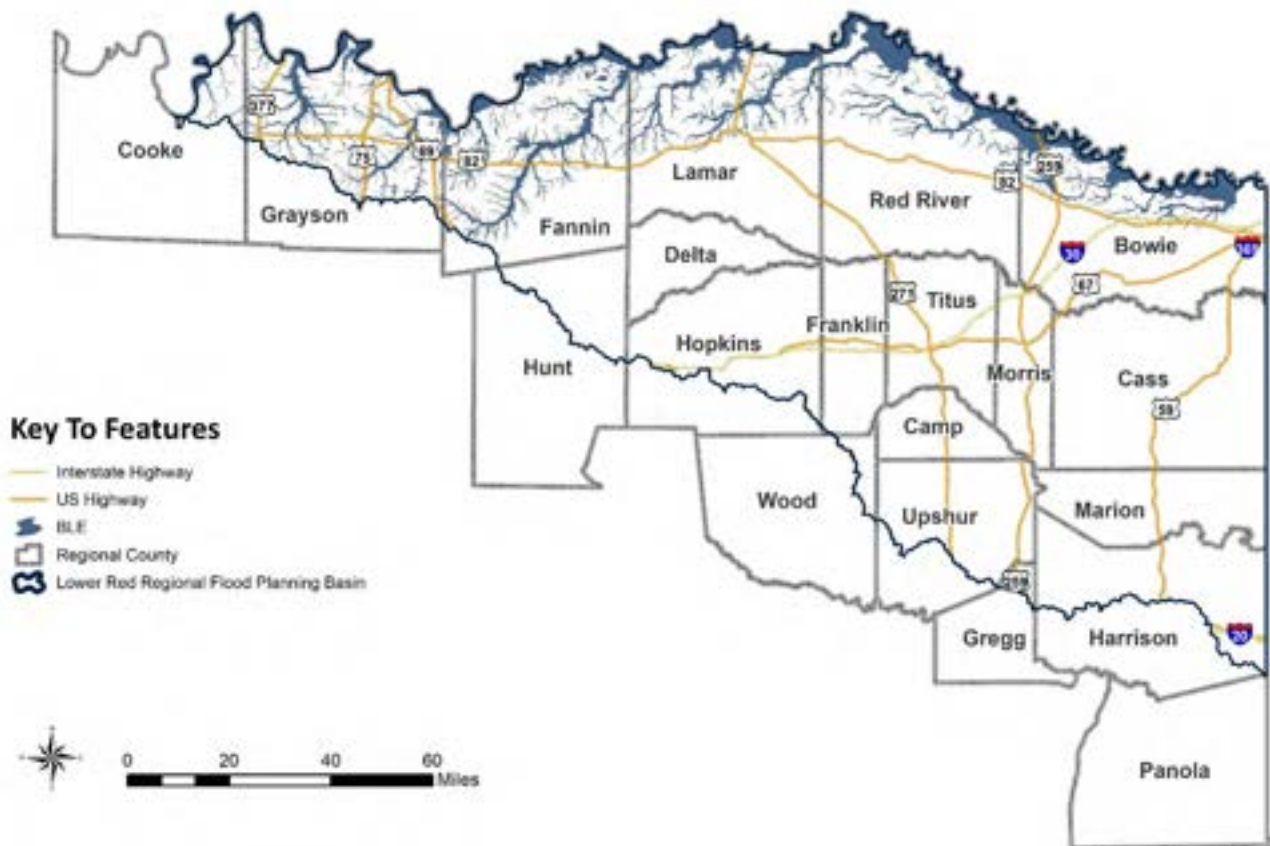 377
75
69
82
82
259
Cooke
Grayson
Fannin
Lamar
Red River
Bowie
30
67
Delta
271
Titus
Hopkins
Franklin
Hunt
Morris
Cass
59
Camp
Wood
Upshur
Marion
259
Gregg
Harrison
20
Panola
Key To Features
Interstate Highway
US Highway
BLE
Regional County
Lower Red Regional Flood Planning Basin
0 20 40 60
Miles